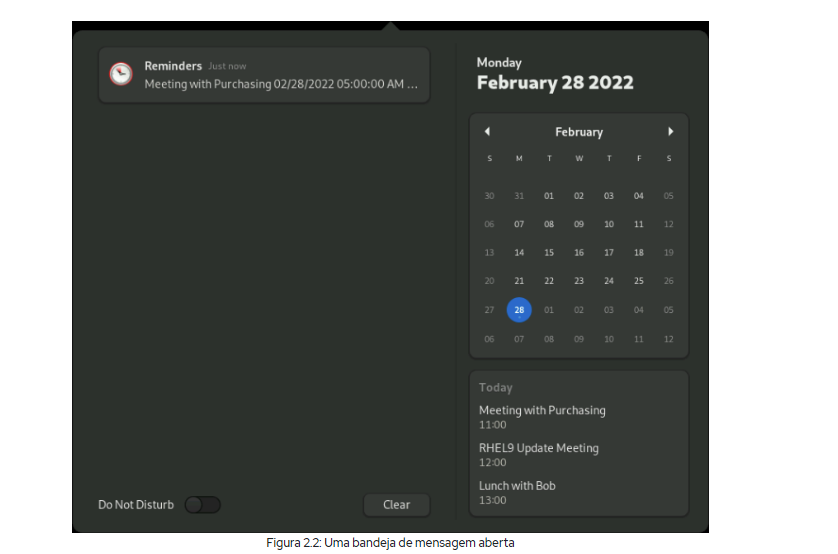 Reminders Just now
Meeting with Purchasing 02/28/2022 05:00:00 AM ...
Do Not Disturb
Clear
Monday
February 28 2022
February
S M T W T F S
30 31 01 02 03 04 05
06 07 08 09 10 11 12
13 14 15 16 17 18 19
20 21 22 23 24 25 26
27 28 01 02 03 04 05
06 07 08 09 10 11 12
Today
Meeting with Purchasing
11:00
RHEL9 Update Meeting
12:00
Lunch with Bob
13:00
Figura 2.2: Uma bandeja de mensagem aberta